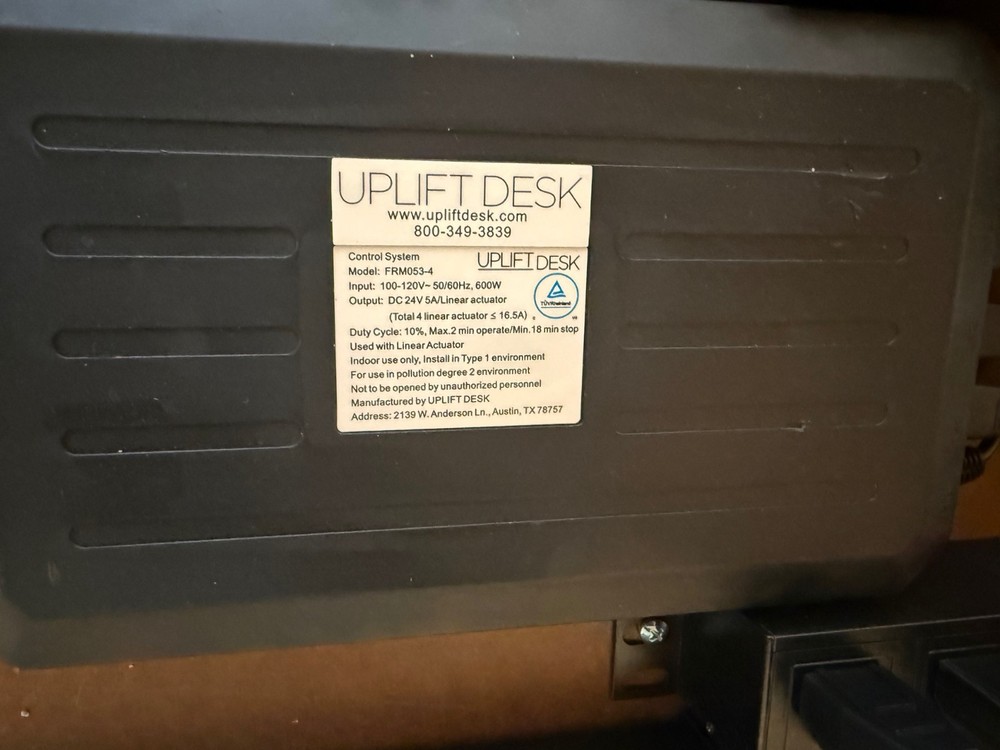 UPLIFT DESK
www.upliftdesk.com
800-349-3839
Control System
UPLIFT DESK
Model: FRM053-4
Input: 100-120V~ 50/60Hz, 600W
Output: DC 24V 5A/Linear actuator
(Total 4 linear actuator ≤ 16.5A)
TÜVRheinland
Duty Cycle: 10%, Max.2 min operate/Min.18 min stop
Used with Linear Actuator
Indoor use only, Install in Type 1 environment
For use in pollution degree 2 environment
Not to be opened by unauthorized personnel
Manufactured by UPLIFT DESK
Address: 2139 W. Anderson Ln., Austin, TX 78757